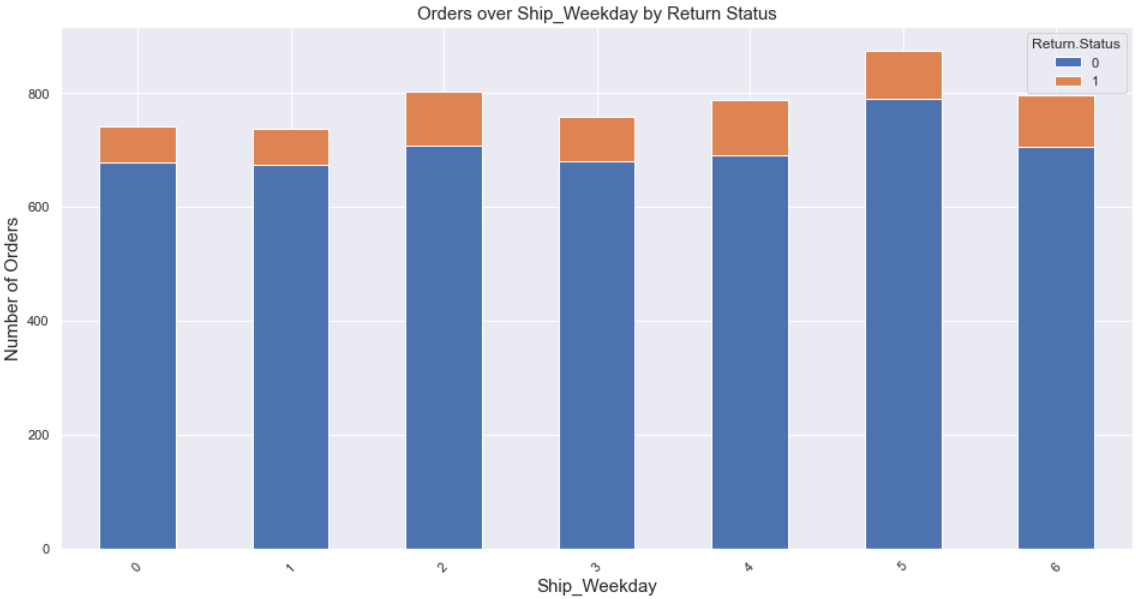 Orders over Ship_Weekday by Return Status
Return.Status
0
1
800
600
400
200
0
Number of Orders
0 1 2 3 4 5 6
Ship_Weekday